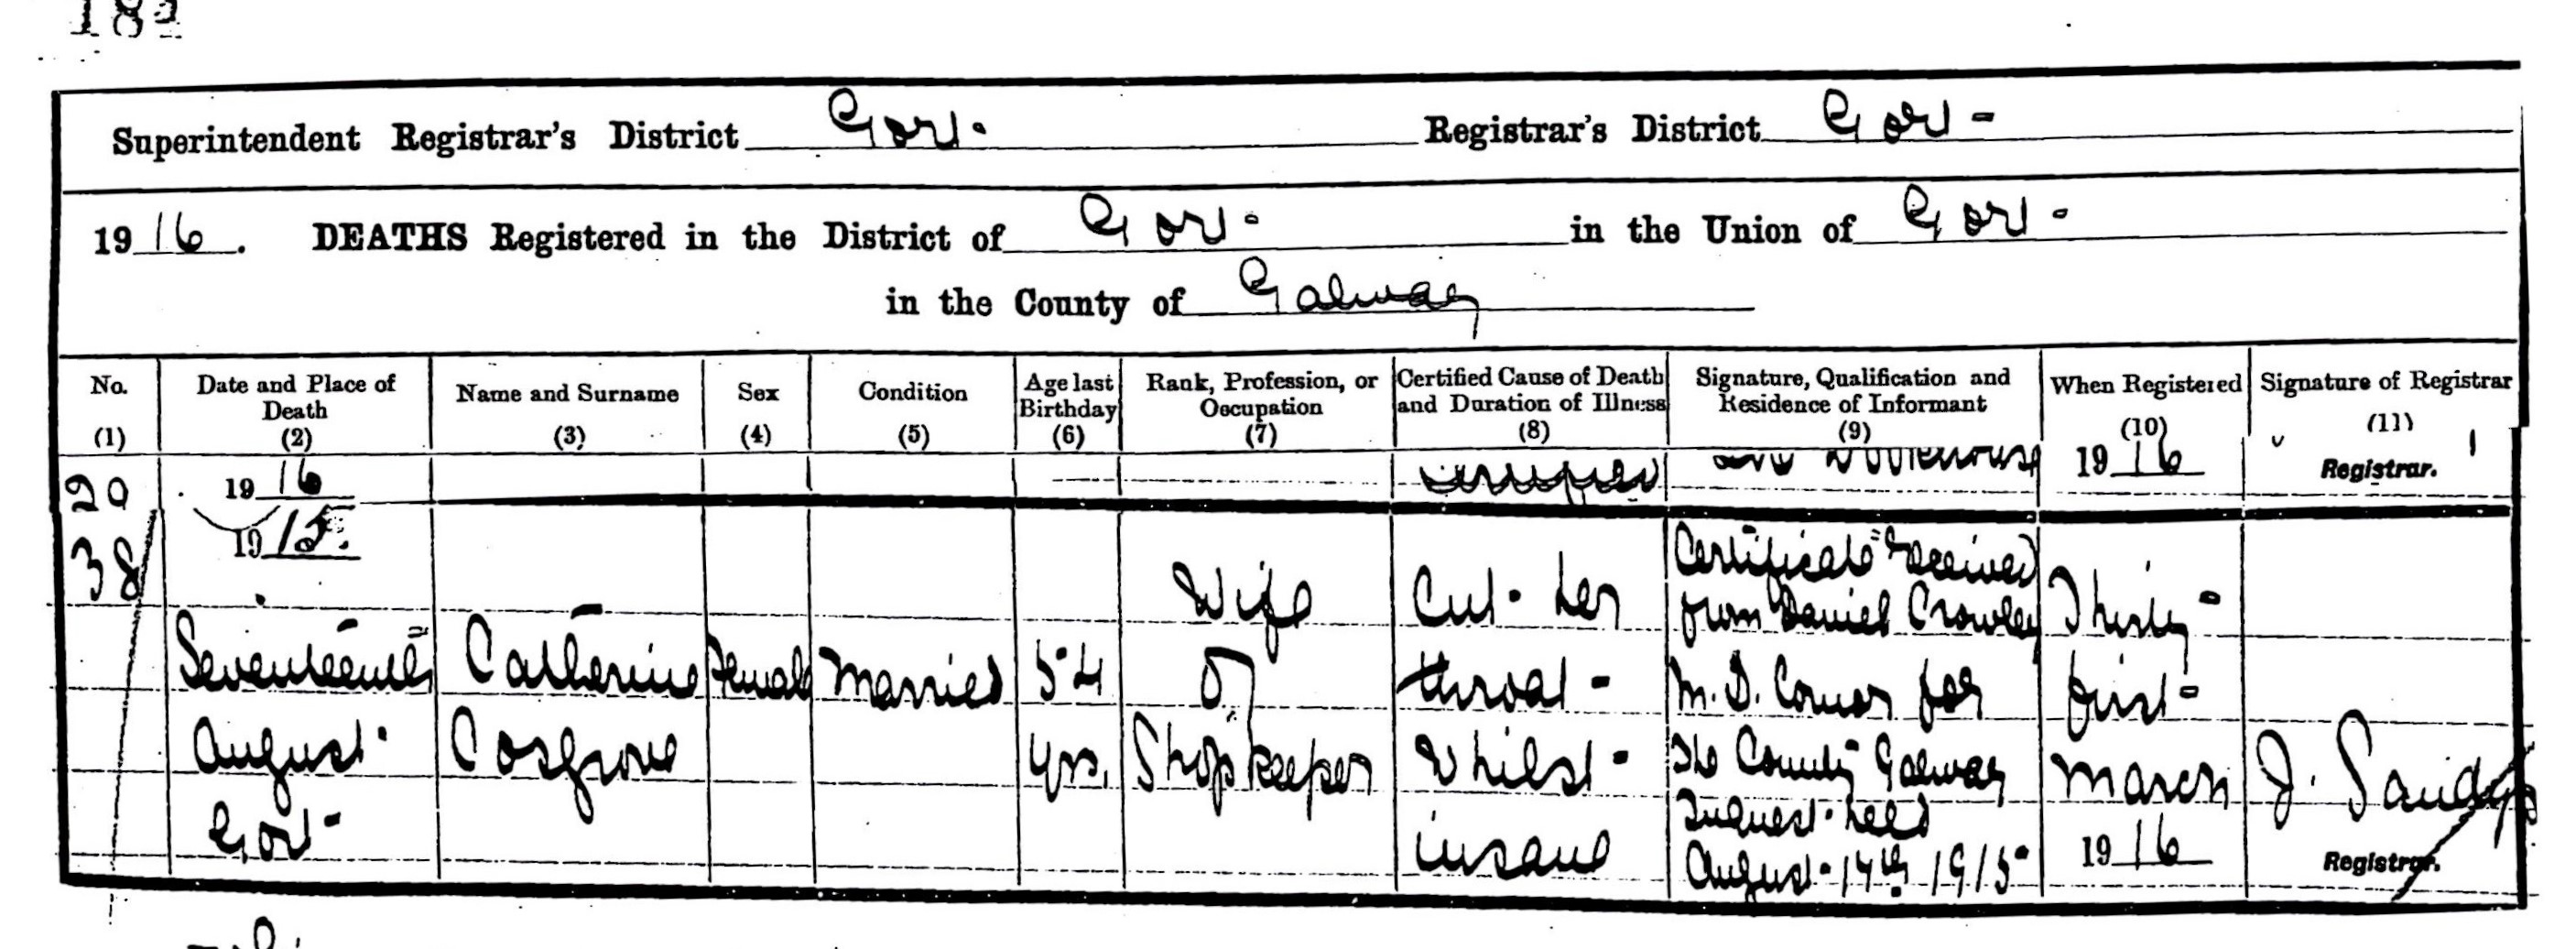 Superintendent Registrar's District Gort. Registrar's District Gort -
1916. DEATHS Registered in the District of Gort - in the Union of Gort -
in the County of Galway
No. (1)
Date and Place of Death (2)
Name and Surname (3)
Sex (4)
Condition (5)
Age last Birthday (6)
Rank, Profession, or Occupation (7)
Certified Cause of Death and Duration of Illness (8)
Signature, Qualification and Residence of Informant (9)
When Registered (10)
Signature of Registrar (11)
20
1916
1916
Registrar.
38
1915.
Seventeenth
August
Gort -
Catherine
Cosgrove
Female
Married
54
yrs.
Wife
of
Shopkeeper
Cut her
throat -
Whilst -
insane
Certificate received
from Daniel Crowley
M.D. Coroner for
the County Galway
Inquest held
August 17th 1915
Thirty -
first -
March
1916
J. Sandys
Registrar.